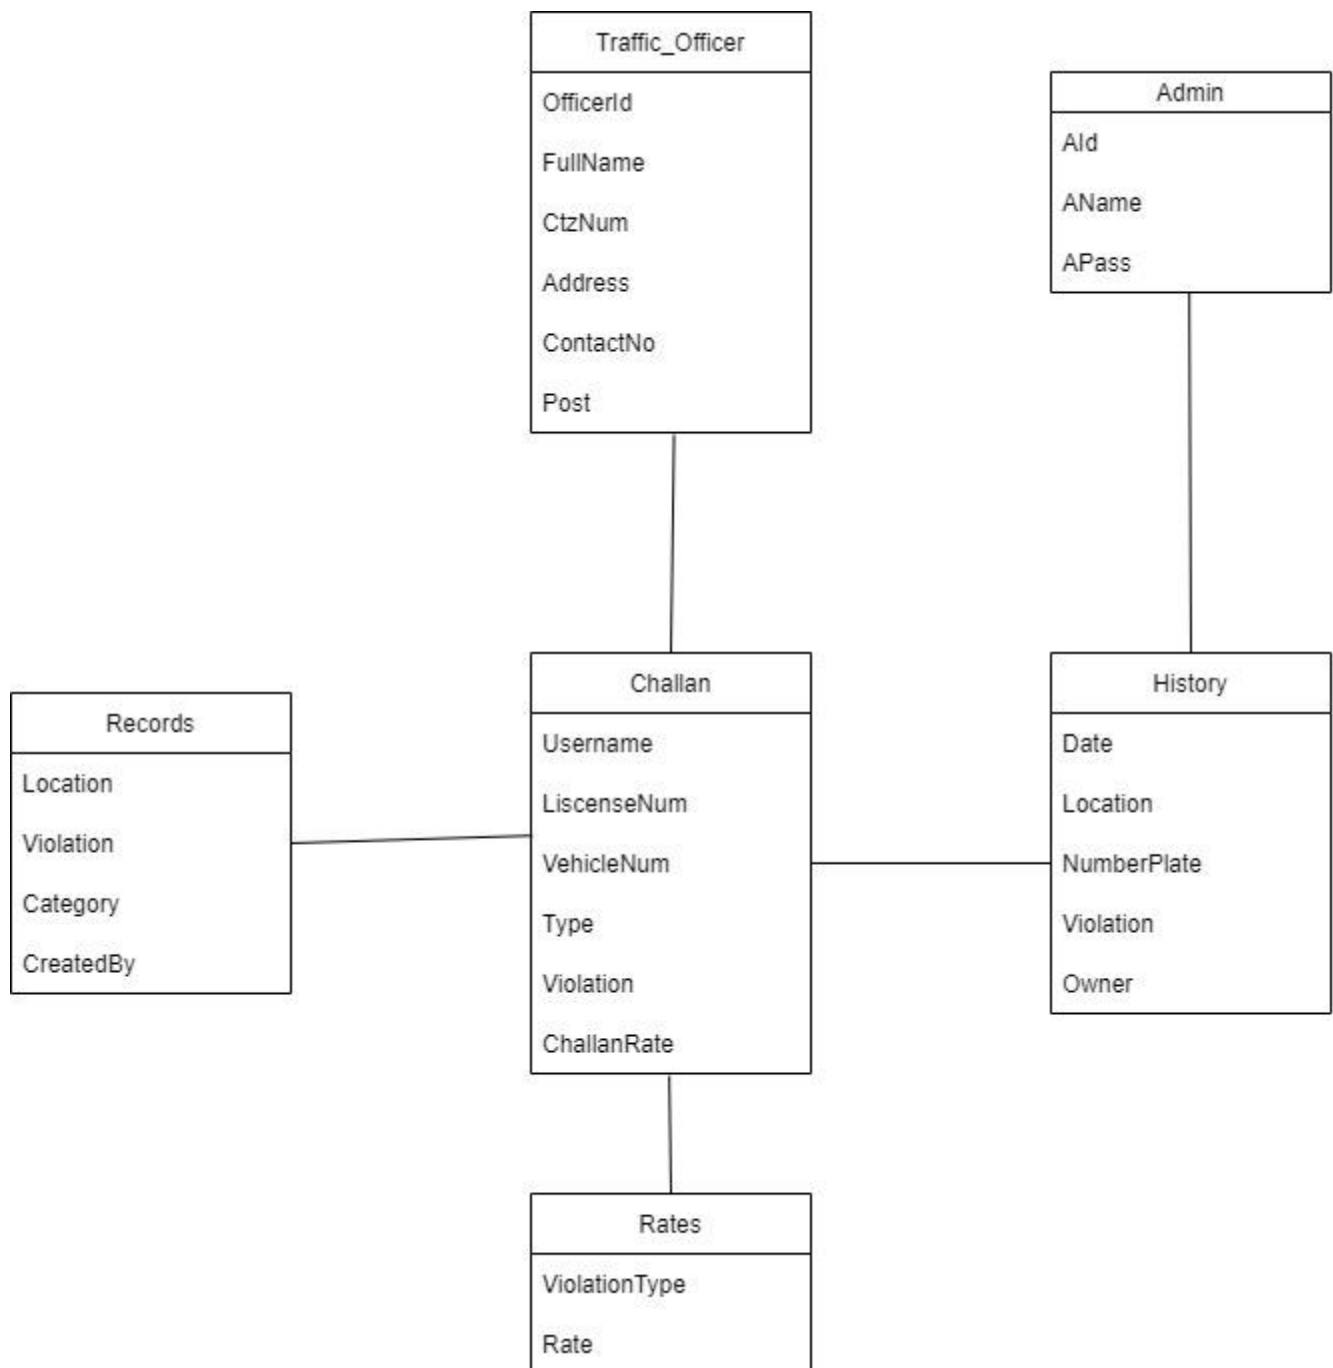 Traffic_Officer
OfficerId
FullName
CtzNum
Address
ContactNo
Post
Admin
AId
AName
APass
Records
Location
Violation
Category
CreatedBy
Challan
Username
LiscenseNum
VehicleNum
Type
Violation
ChallanRate
History
Date
Location
NumberPlate
Violation
Owner
Rates
ViolationType
Rate